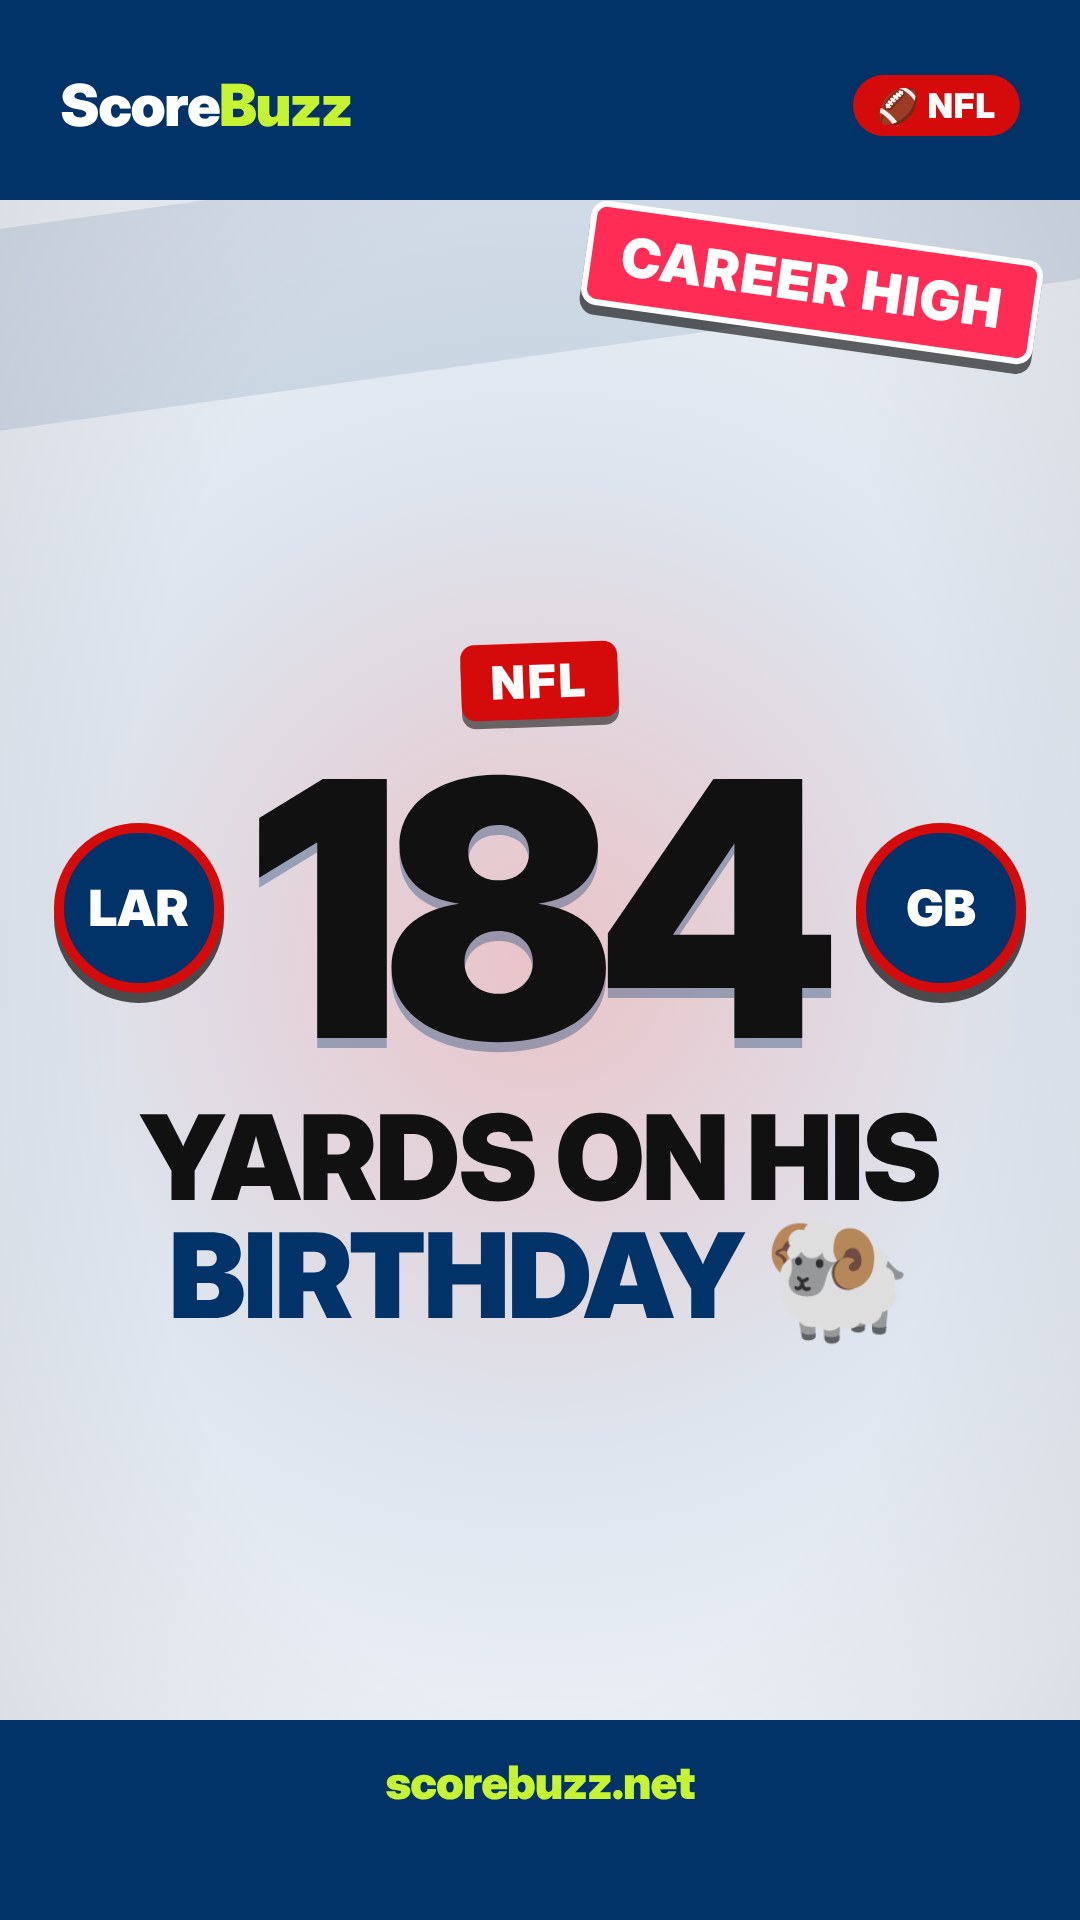 ScoreBuzz
🏈 NFL
CAREER HIGH
NFL
LAR
184
GB
YARDS ON HIS
BIRTHDAY 🐏
scorebuzz.net